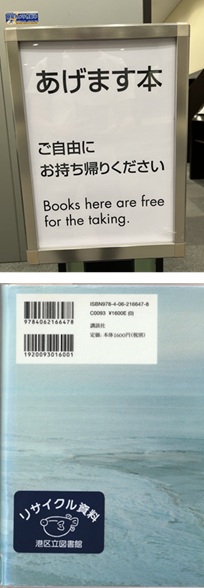 あげます本
ご自由に
お持ち帰りください
Books here are free
for the taking.
9784062166478
1920093016001
ISBN978-4-06-216647-8
C0093 ¥1600E (0)
講談社
定価:本体1600円(税別)
リサイクル資料
港区立図書館